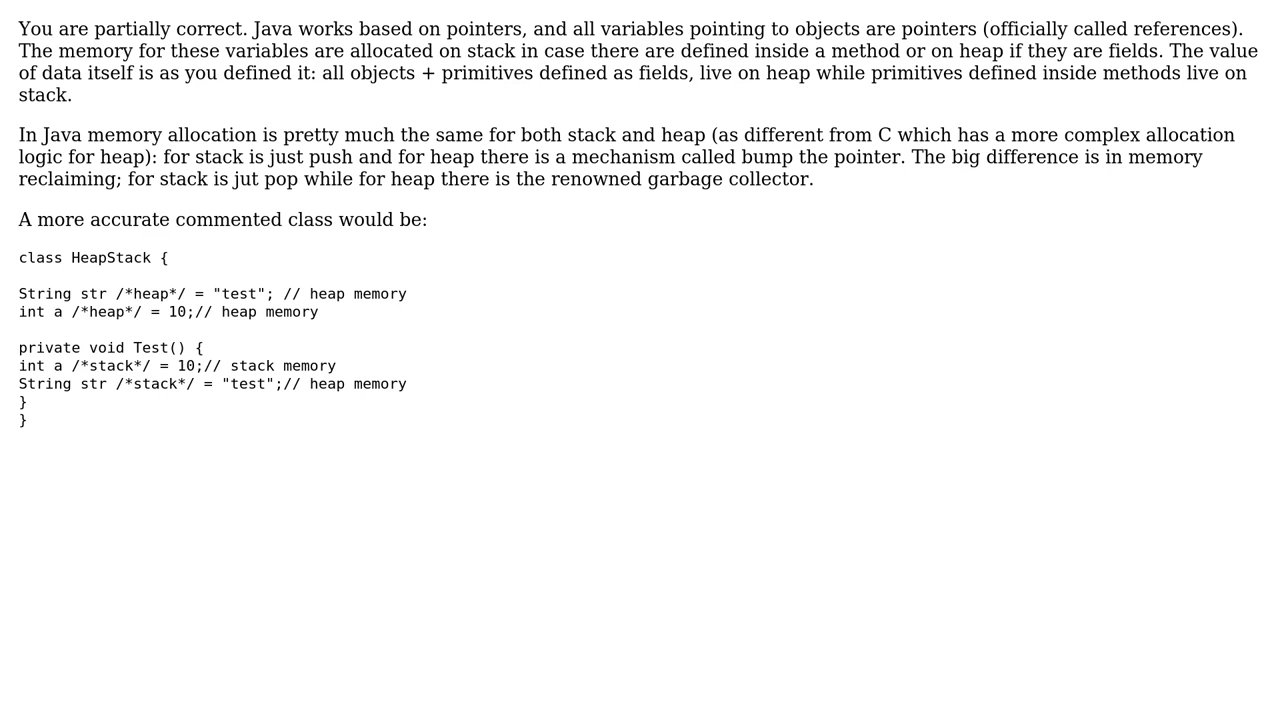 You are partially correct. Java works based on pointers, and all variables pointing to objects are pointers (officially called references).
The memory for these variables are allocated on stack in case there are defined inside a method or on heap if they are fields. The value
of data itself is as you defined it: all objects + primitives defined as fields, live on heap while primitives defined inside methods live on
stack.
In Java memory allocation is pretty much the same for both stack and heap (as different from C which has a more complex allocation
logic for heap): for stack is just push and for heap there is a mechanism called bump the pointer. The big difference is in memory
reclaiming; for stack is jut pop while for heap there is the renowned garbage collector.
A more accurate commented class would be:
class HeapStack {
String str /*heap*/ = "test"; // heap memory
int a /*heap*/ = 10;// heap memory
private void Test() {
int a /*stack*/ = 10;// stack memory
String str /*stack*/ = "test";// heap memory
}
}